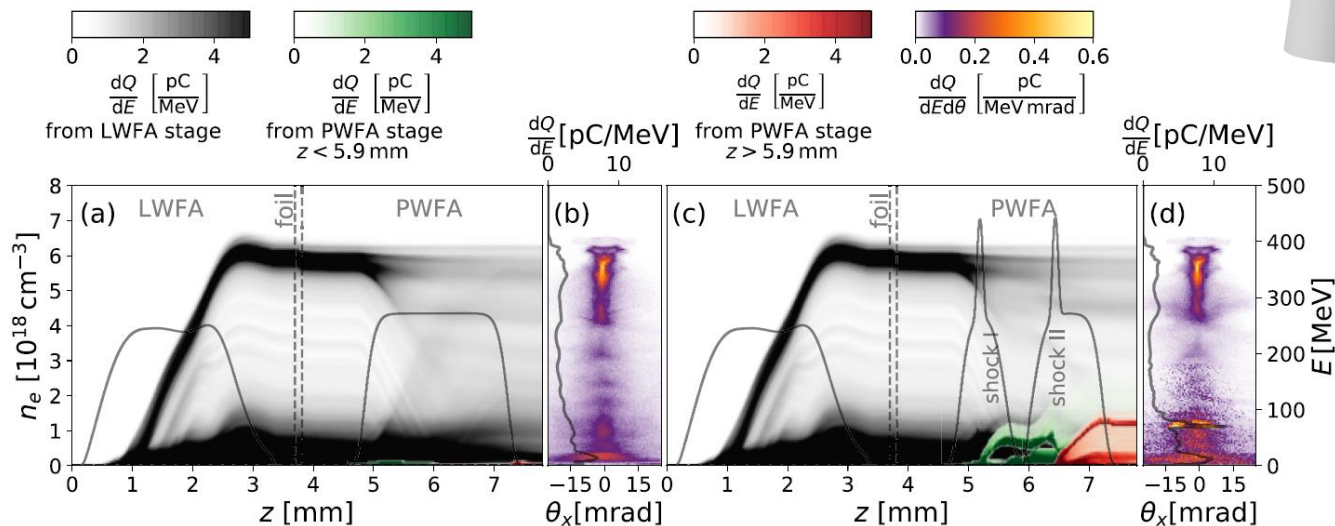 0 2 4
dQ/dE [pC/MeV]
from LWFA stage
0 2 4
dQ/dE [pC/MeV]
from PWFA stage
z < 5.9 mm
0 2 4
dQ/dE [pC/MeV]
from PWFA stage
z > 5.9 mm
0.0 0.2 0.4 0.6
dQ/dEdθ [pC/MeV mrad]
dQ/dE [pC/MeV]
0 10
dQ/dE [pC/MeV]
0 10
(a) LWFA foil PWFA
(b)
(c) LWFA foil PWFA
(d)
shock I
shock II
n_e [10^18 cm^−3]
8
7
6
5
4
3
2
1
0
500
400
300
200
100
0
E [MeV]
0 1 2 3 4 5 6 7
−15 0 15
0 1 2 3 4 5 6 7
−15 0 15
z [mm]
θ_x[mrad]
z [mm]
θ_x[mrad]